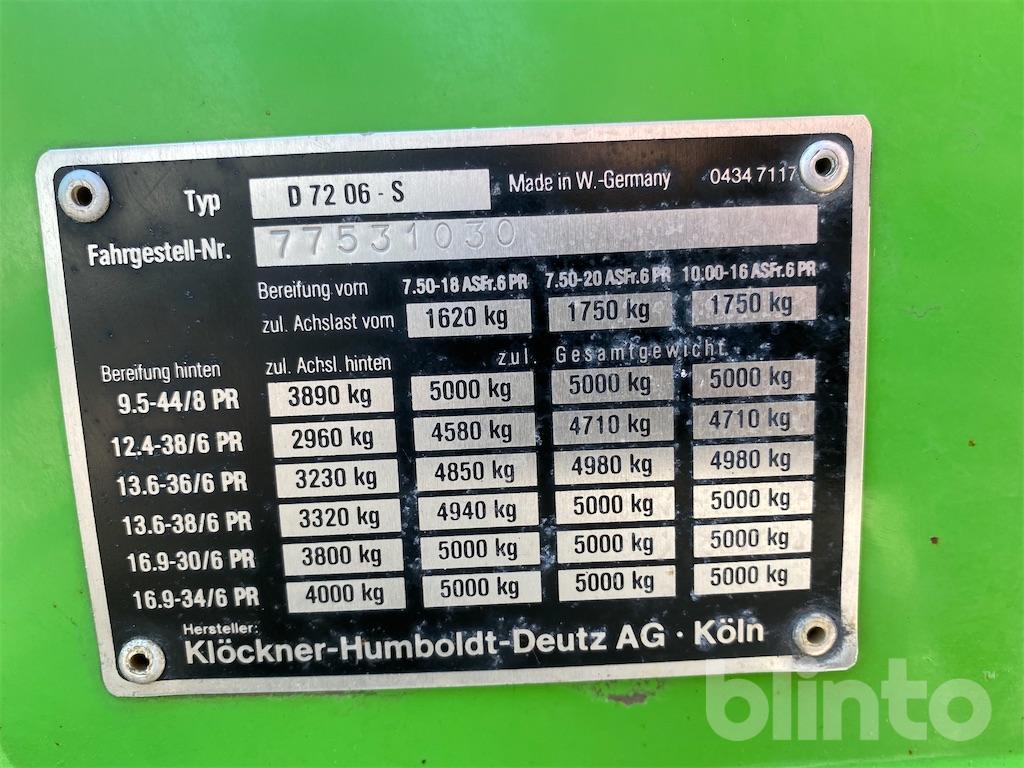 Typ D 72 06 - S Made in W.-Germany 0434 7117
Fahrgestell-Nr. 77531030
Bereifung vorn 7.50-18 ASFr.6 PR 7.50-20 ASFr.6 PR 10.00-16 ASFr.6 PR
zul. Achslast vorn 1620 kg 1750 kg 1750 kg
Bereifung hinten zul. Achsl. hinten zul. Gesamtgewicht
9.5-44/8 PR 3890 kg 5000 kg 5000 kg 5000 kg
12.4-38/6 PR 2960 kg 4580 kg 4710 kg 4710 kg
13.6-36/6 PR 3230 kg 4850 kg 4980 kg 4980 kg
13.6-38/6 PR 3320 kg 4940 kg 5000 kg 5000 kg
16.9-30/6 PR 3800 kg 5000 kg 5000 kg 5000 kg
16.9-34/6 PR 4000 kg 5000 kg 5000 kg 5000 kg
Hersteller:
Klöckner-Humboldt-Deutz AG · Köln
blinto™